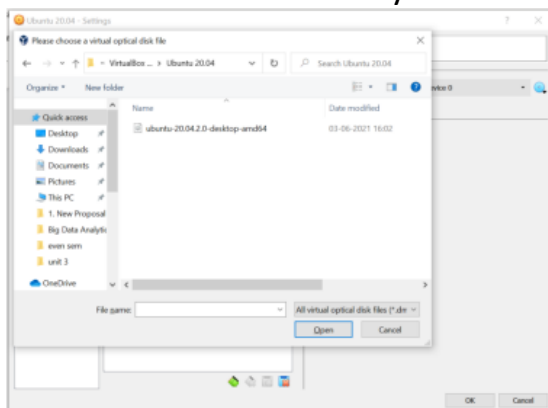 Ubuntu 20.04 - Settings
Please choose a virtual optical disk file
« VirtualBox ... > Ubuntu 20.04
Search Ubuntu 20.04
Organize
New folder
Name
Date modified
Quick access
Desktop
Downloads
Documents
Pictures
This PC
1. New Proposal
Big Data Analytic
even sem
unit 3
OneDrive
ubuntu-20.04.2.0-desktop-amd64
03-06-2021 16:02
File name:
All virtual optical disk files (*.dm
Open
Cancel
OK
Cancel